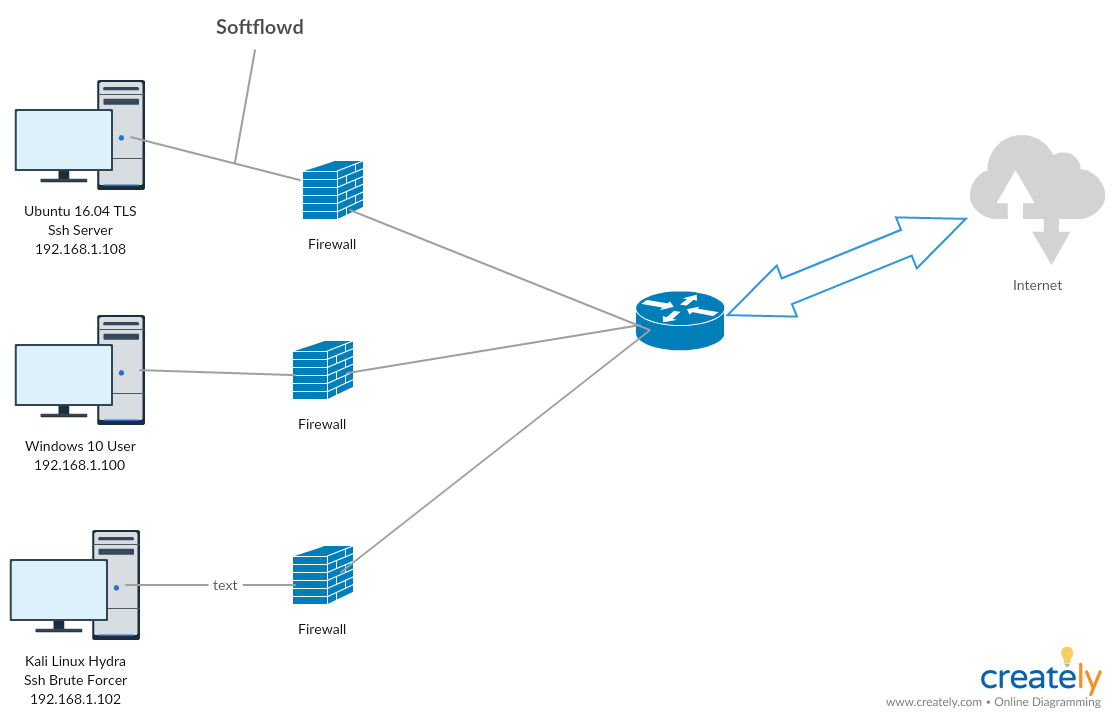 Softflowd
Ubuntu 16.04 TLS
Ssh Server
192.168.1.108
Firewall
Internet
Windows 10 User
192.168.1.100
Firewall
text
Kali Linux Hydra
Ssh Brute Forcer
192.168.1.102
Firewall
creately
www.creately.com • Online Diagramming